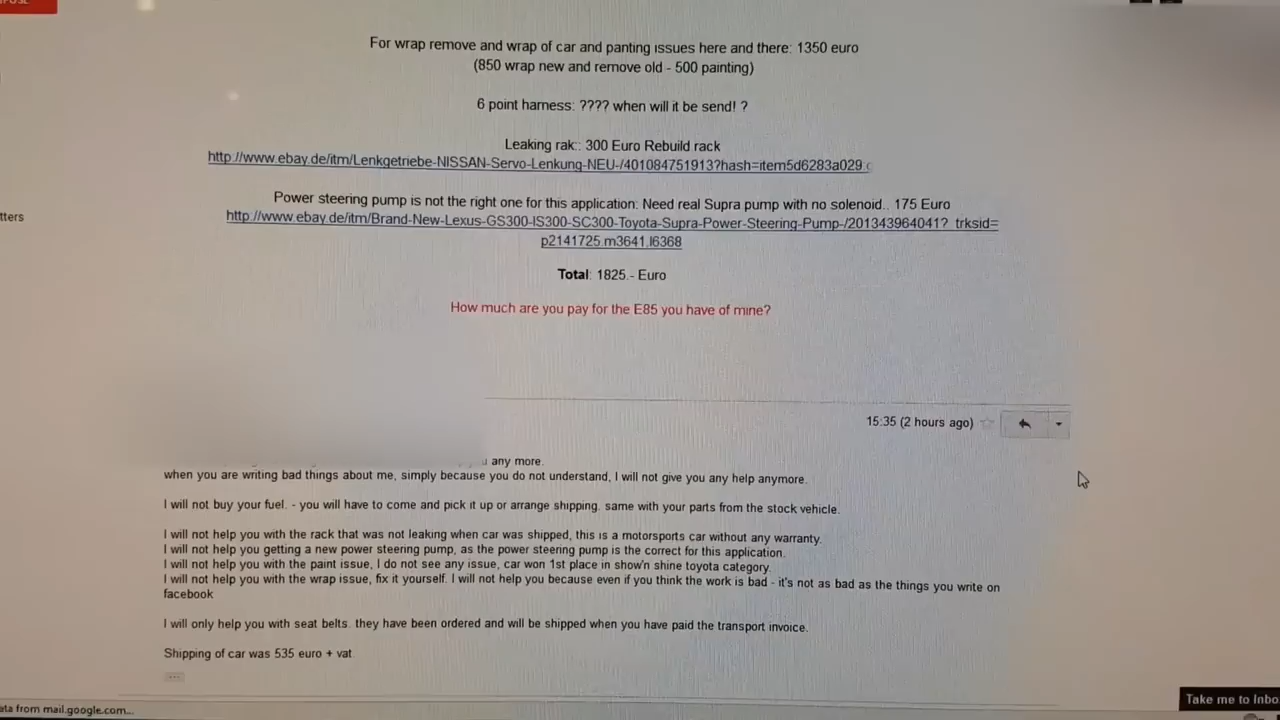 For wrap remove and wrap of car and panting issues here and there: 1350 euro
(850 wrap new and remove old - 500 painting)
6 point harness: ???? when will it be send! ?
Leaking rak:: 300 Euro Rebuild rack
http://www.ebay.de/itm/Lenkgetriebe-NISSAN-Servo-Lenkung-NEU-/401084751913?hash=item5d6283a029
Power steering pump is not the right one for this application: Need real Supra pump with no solenoid.. 175 Euro
http://www.ebay.de/itm/Brand-New-Lexus-GS300-IS300-SC300-Toyota-Supra-Power-Steering-Pump-/201343964041?_trksid=
p2141725.m3641.l6368
tters
Total: 1825.- Euro
How much are you pay for the E85 you have of mine?
15:35 (2 hours ago)
any more.
when you are writing bad things about me, simply because you do not understand, I will not give you any help anymore.
I will not buy your fuel. - you will have to come and pick it up or arrange shipping. same with your parts from the stock vehicle.
I will not help you with the rack that was not leaking when car was shipped, this is a motorsports car without any warranty.
I will not help you getting a new power steering pump, as the power steering pump is the correct for this application.
I will not help you with the paint issue, I do not see any issue, car won 1st place in show'n shine toyota category.
I will not help you with the wrap issue, fix it yourself. I will not help you because even if you think the work is bad - it's not as bad as the things you write on
facebook
I will only help you with seat belts. they have been ordered and will be shipped when you have paid the transport invoice.
Shipping of car was 535 euro + vat
Take me to Inbo
ata from mail.google.com...